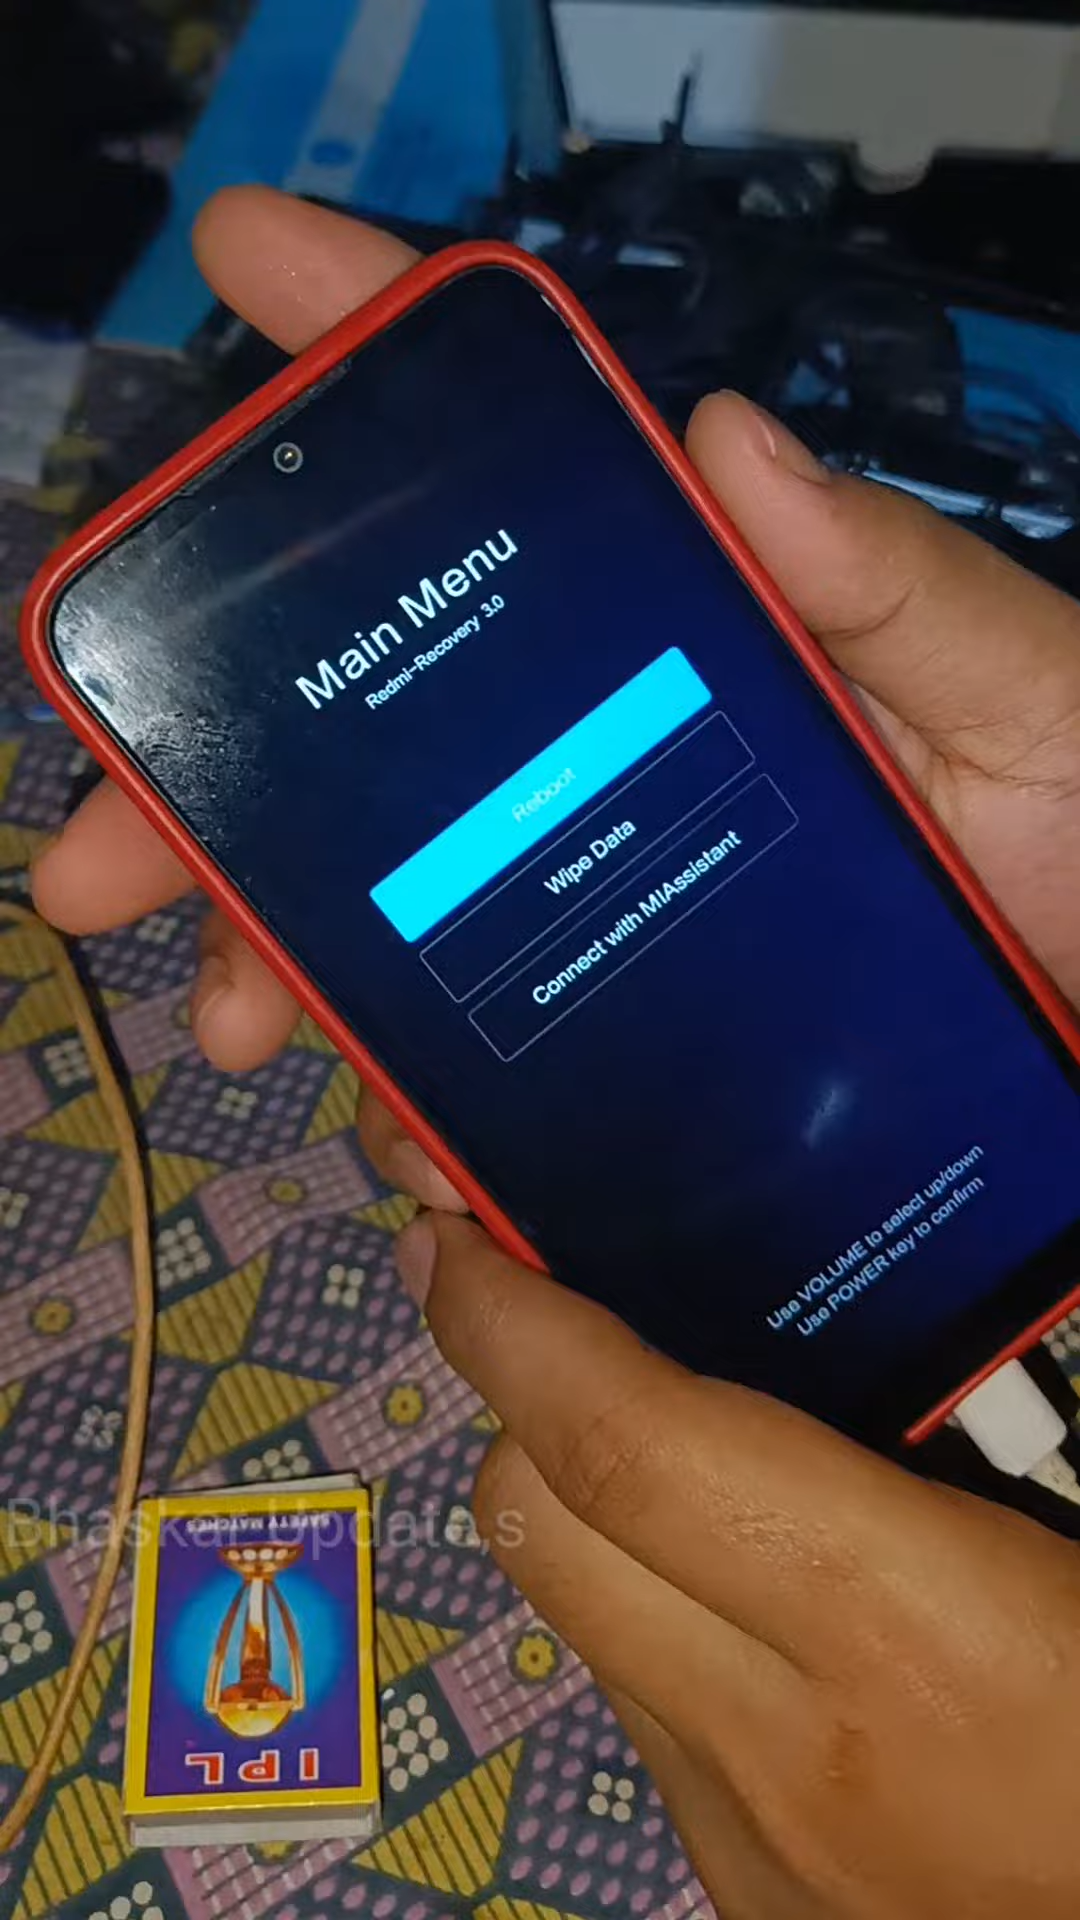 Main Menu
Redmi-Recovery 3.0
Reboot
Wipe Data
Connect with MIAssistant
Use VOLUME to select up/down
Use POWER key to confirm
Bhaskar Update,s
SAFETY MATCHES
IPL